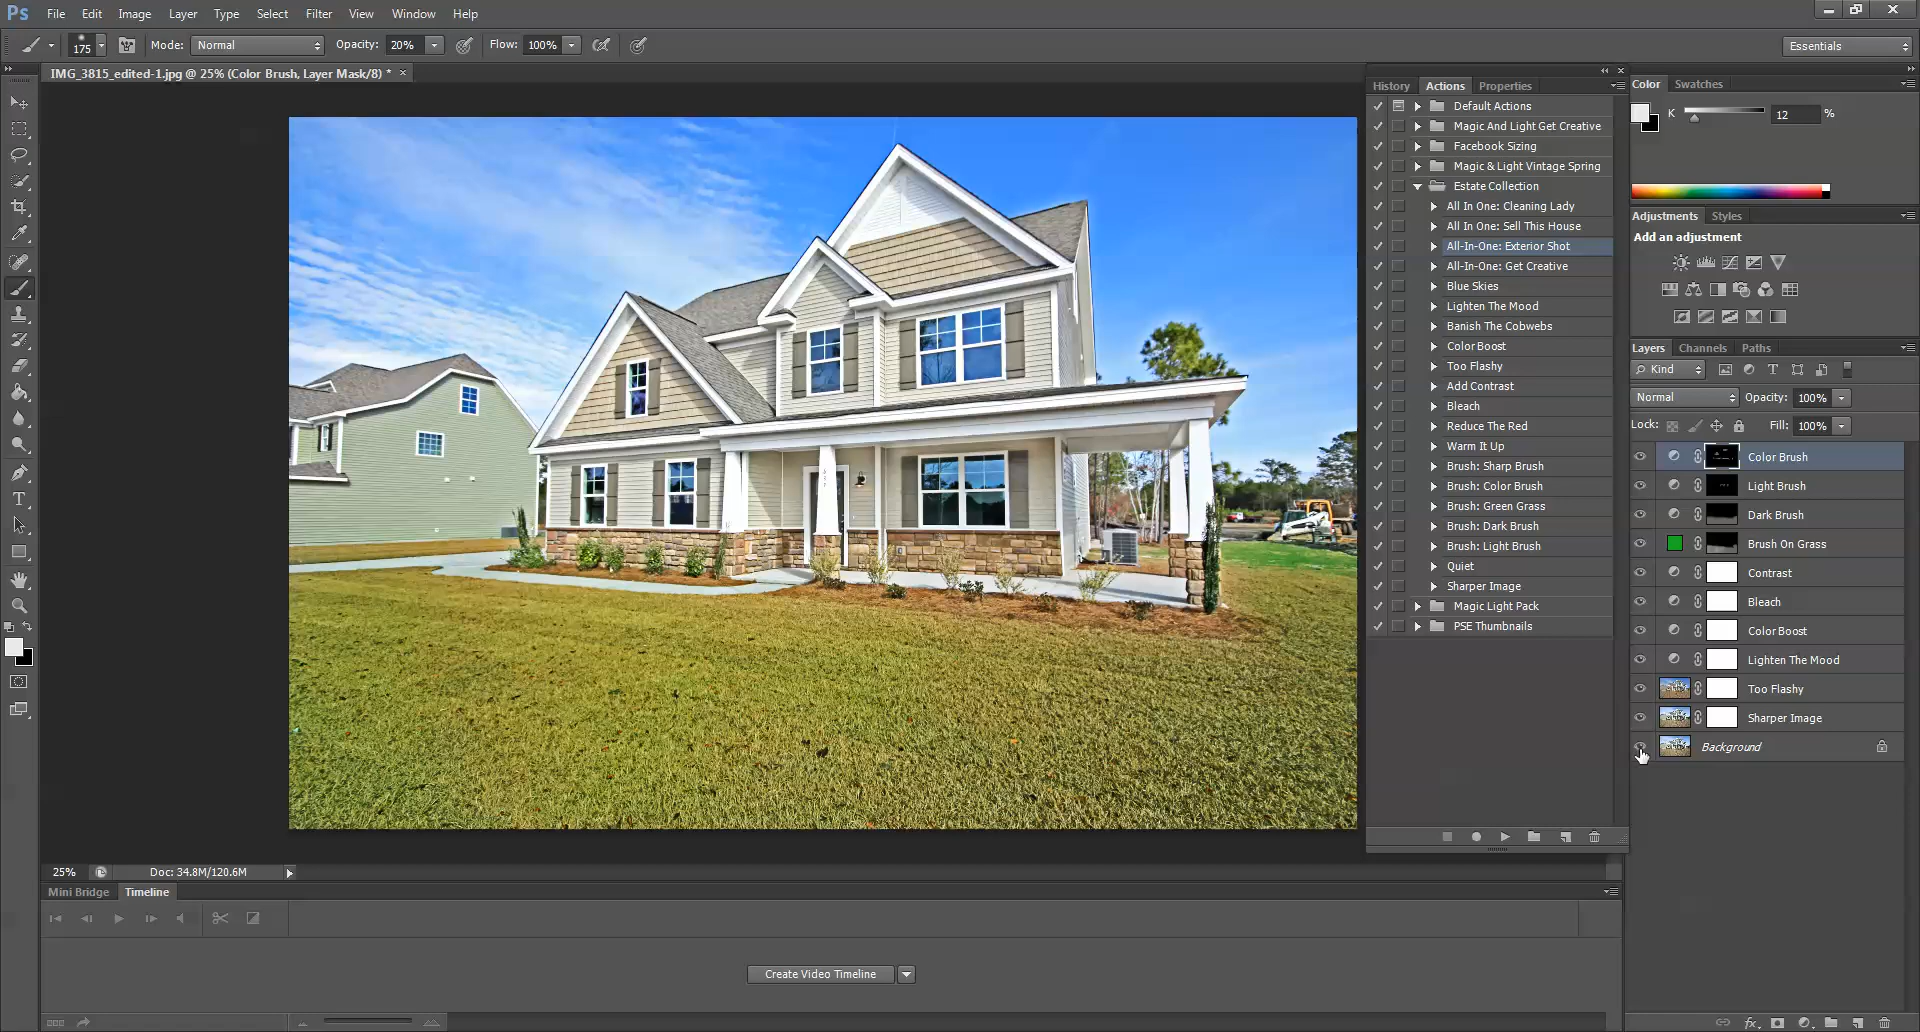 Ps File Edit Image Layer Type Select Filter View Window Help
175 Mode: Normal Opacity: 20% Flow: 100% Essentials
IMG_3815_edited-1.jpg @ 25% (Color Brush, Layer Mask/8) * ×
History Actions Properties
Default Actions
Magic And Light Get Creative
Facebook Sizing
Magic & Light Vintage Spring
Estate Collection
All In One: Cleaning Lady
All In One: Sell This House
All-In-One: Exterior Shot
All-In-One: Get Creative
Blue Skies
Lighten The Mood
Banish The Cobwebs
Color Boost
Too Flashy
Add Contrast
Bleach
Reduce The Red
Warm It Up
Brush: Sharp Brush
Brush: Color Brush
Brush: Green Grass
Brush: Dark Brush
Brush: Light Brush
Quiet
Sharper Image
Magic Light Pack
PSE Thumbnails
Color Swatches
K 12 %
Adjustments Styles
Add an adjustment
Layers Channels Paths
Kind
Normal Opacity: 100%
Lock: Fill: 100%
Color Brush
Light Brush
Dark Brush
Brush On Grass
Contrast
Bleach
Color Boost
Lighten The Mood
Too Flashy
Sharper Image
Background
25% Doc: 34.8M/120.6M
Mini Bridge Timeline
Create Video Timeline